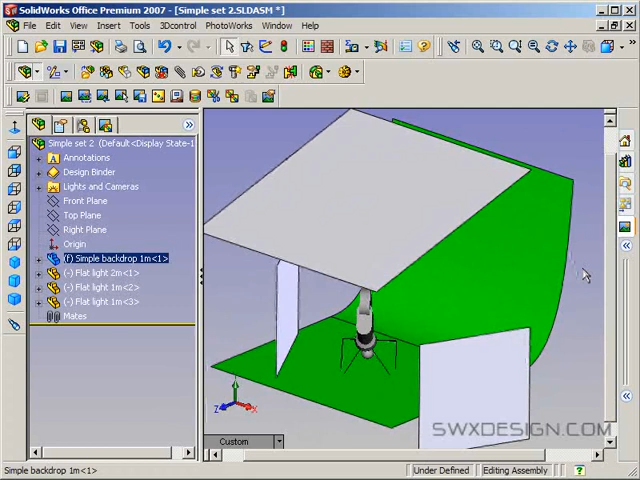 SolidWorks Office Premium 2007 - [Simple set 2.SLDASM *]
File Edit View Insert Tools Toolbox PhotoWorks Window Help
Simple set 2 (Default<Display State-1
Annotations
Design Binder
Lights and Cameras
Front Plane
Top Plane
Right Plane
Origin
(f) Simple backdrop 1m<1>
(-) Flat light 2m<1>
(-) Flat light 1m<2>
(-) Flat light 1m<3>
Mates
Z X
SWXDESIGN.COM
Custom
Simple backdrop 1m<1> Under Defined Editing Assembly